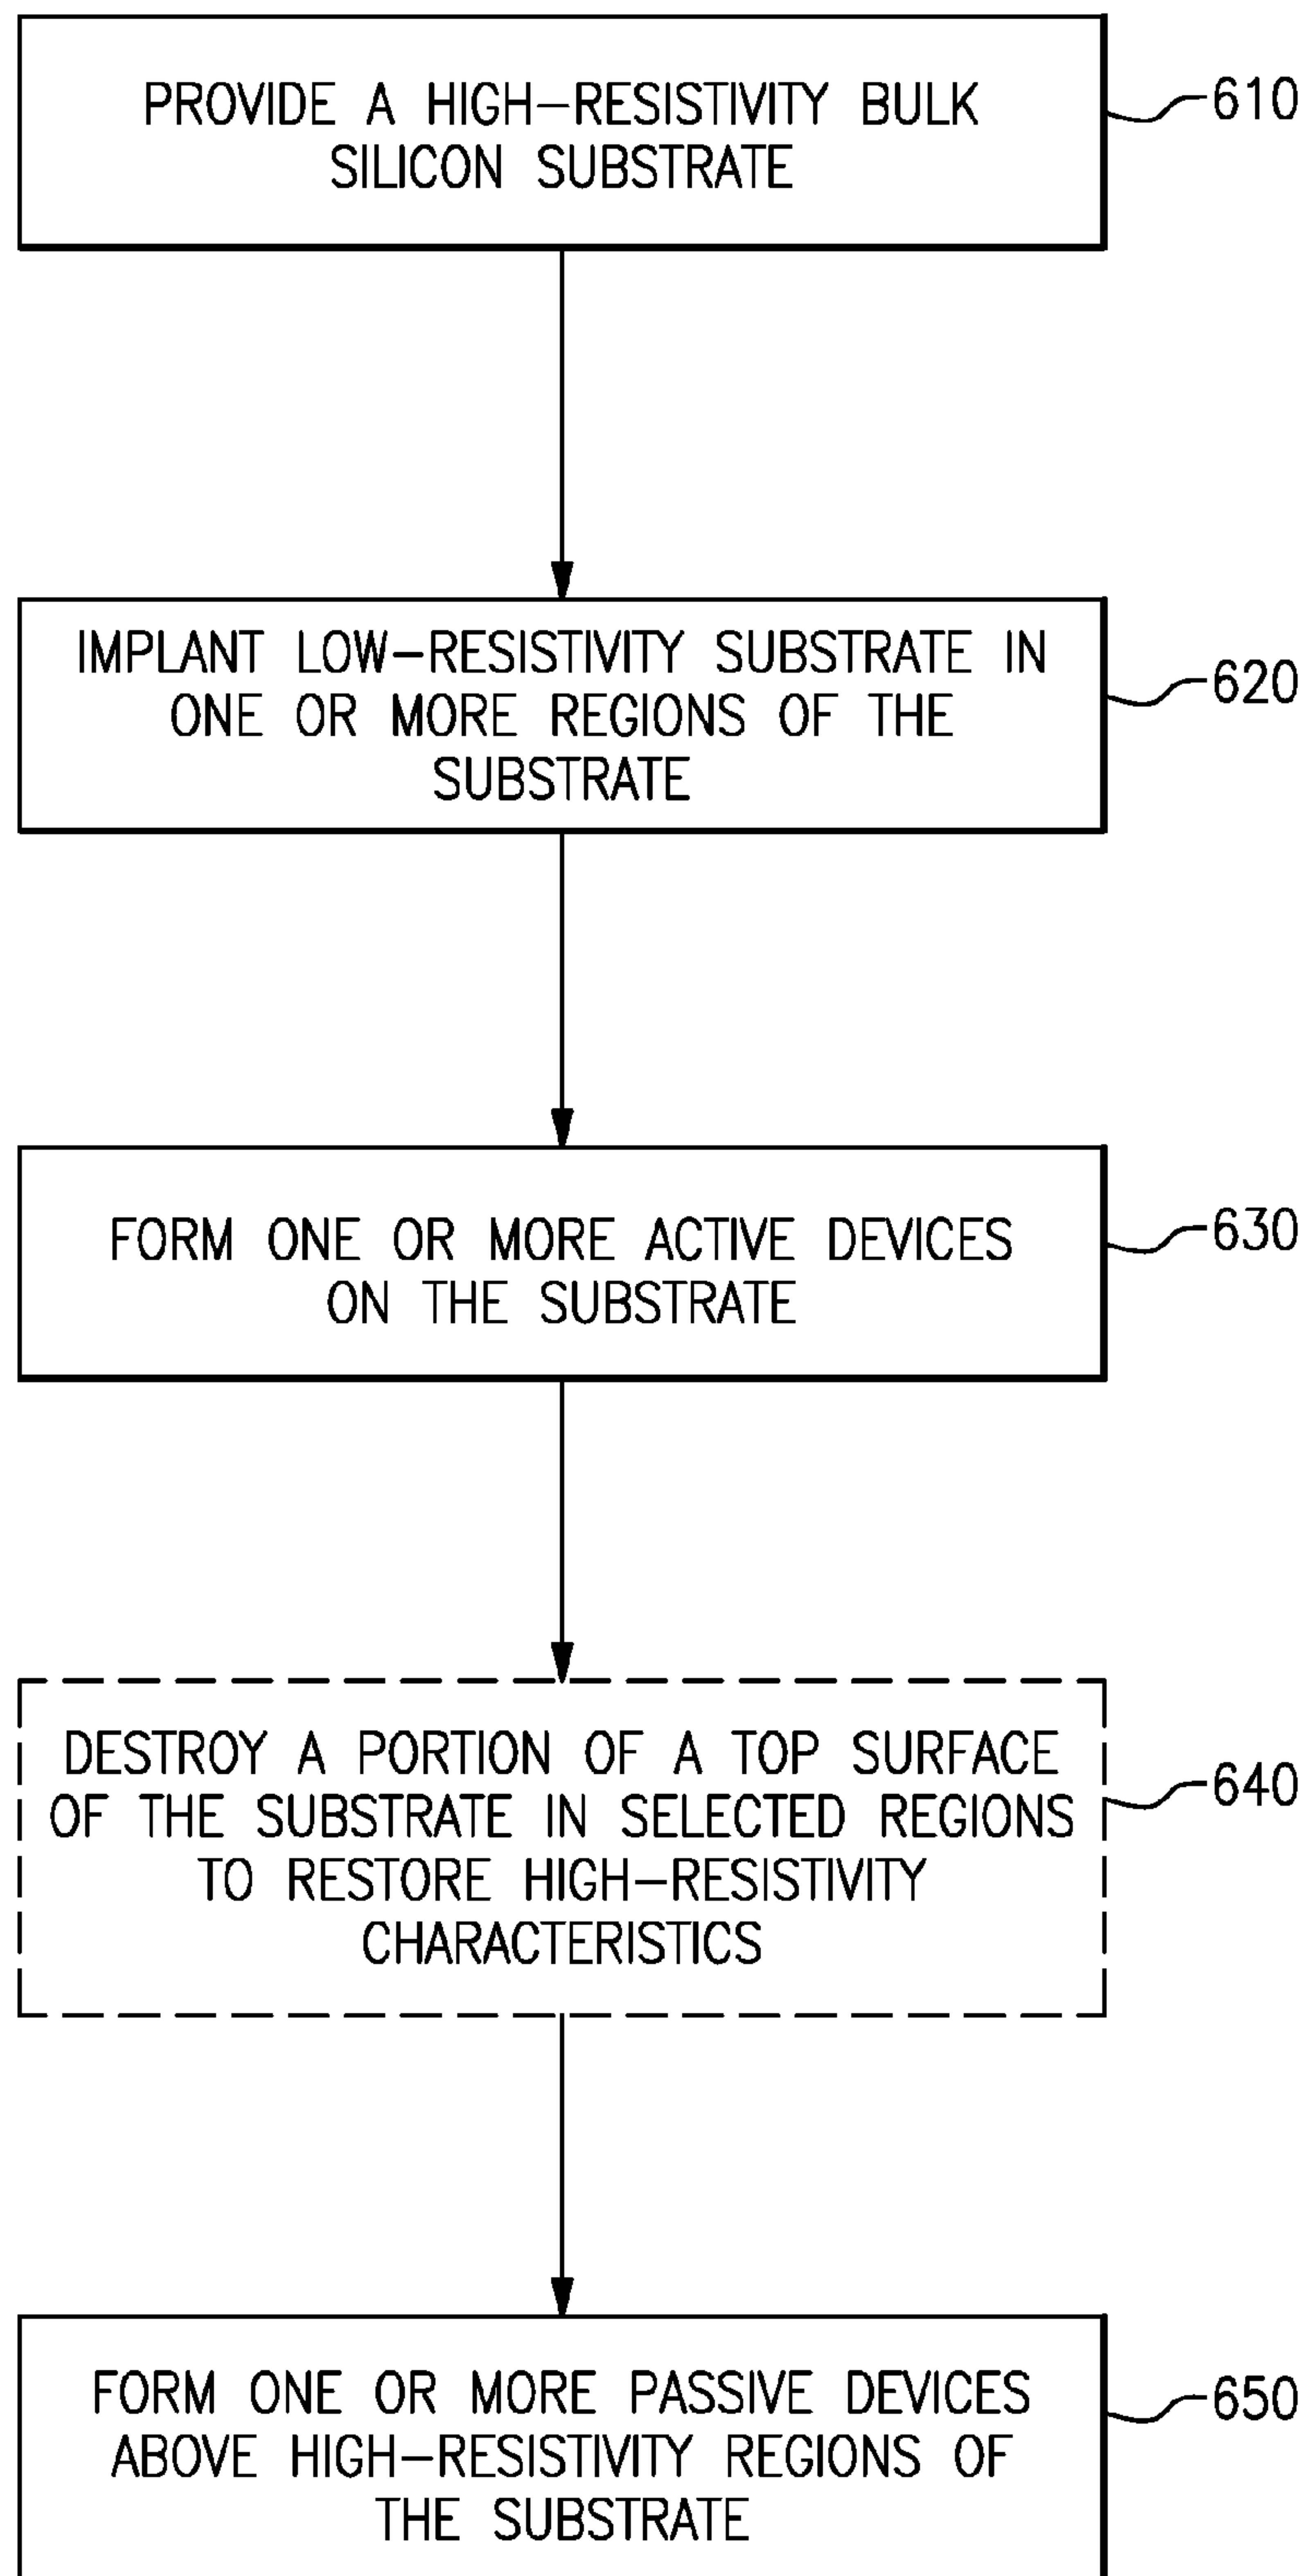 PROVIDE A HIGH-RESISTIVITY BULK
SILICON SUBSTRATE
610
IMPLANT LOW-RESISTIVITY SUBSTRATE IN
ONE OR MORE REGIONS OF THE
SUBSTRATE
620
FORM ONE OR MORE ACTIVE DEVICES
ON THE SUBSTRATE
630
DESTROY A PORTION OF A TOP SURFACE
OF THE SUBSTRATE IN SELECTED REGIONS
TO RESTORE HIGH-RESISTIVITY
CHARACTERISTICS
640
FORM ONE OR MORE PASSIVE DEVICES
ABOVE HIGH-RESISTIVITY REGIONS OF
THE SUBSTRATE
650